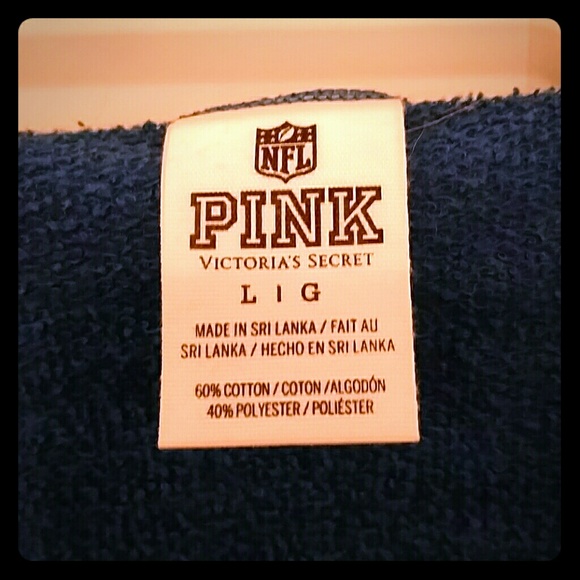 NFL
PINK
VICTORIA'S SECRET
L | G
MADE IN SRI LANKA / FAIT AU
SRI LANKA / HECHO EN SRI LANKA
60% COTTON / COTON /ALGODÓN
40% POLYESTER / POLIÉSTER